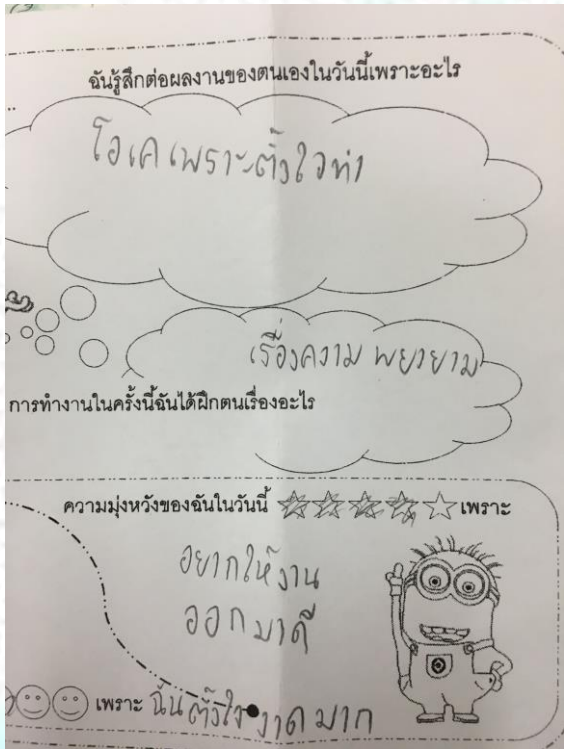 ฉันรู้สึกต่อผลงานของตนเองในวันนี้เพราะอะไร
โอเคเพราะตั้งใจทำ
เรื่องความ พยายาม
การทำงานในครั้งนี้ฉันได้ฝึกตนเรื่องอะไร
ความมุ่งหวังของฉันในวันนี้ เพราะ
อยากให้งาน
ออกมาดี
เพราะ ฉันตั้งใจวาดมาก